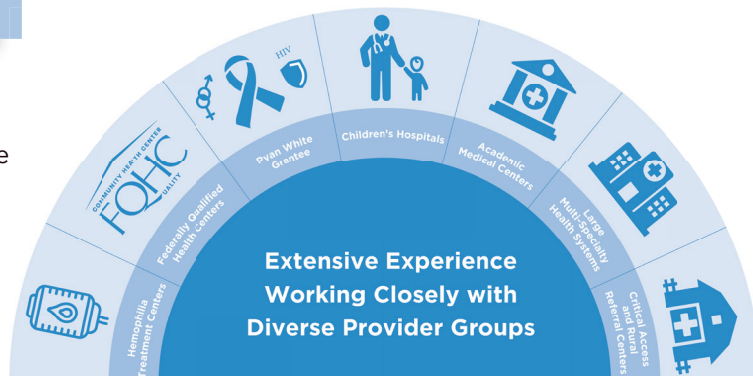 e
COMMUNITY HEALTH CENTER
FQHC
QUALITY
HIV
Hemophilia
Treatment Centers
Federally Qualified
Health Centers
Ryan White
Grantee
Children's Hospitals
Academic
Medical Centers
Large
Multi-Specialty
Health Systems
Critical Access
and Rural
Referral Centers
Extensive Experience
Working Closely with
Diverse Provider Groups